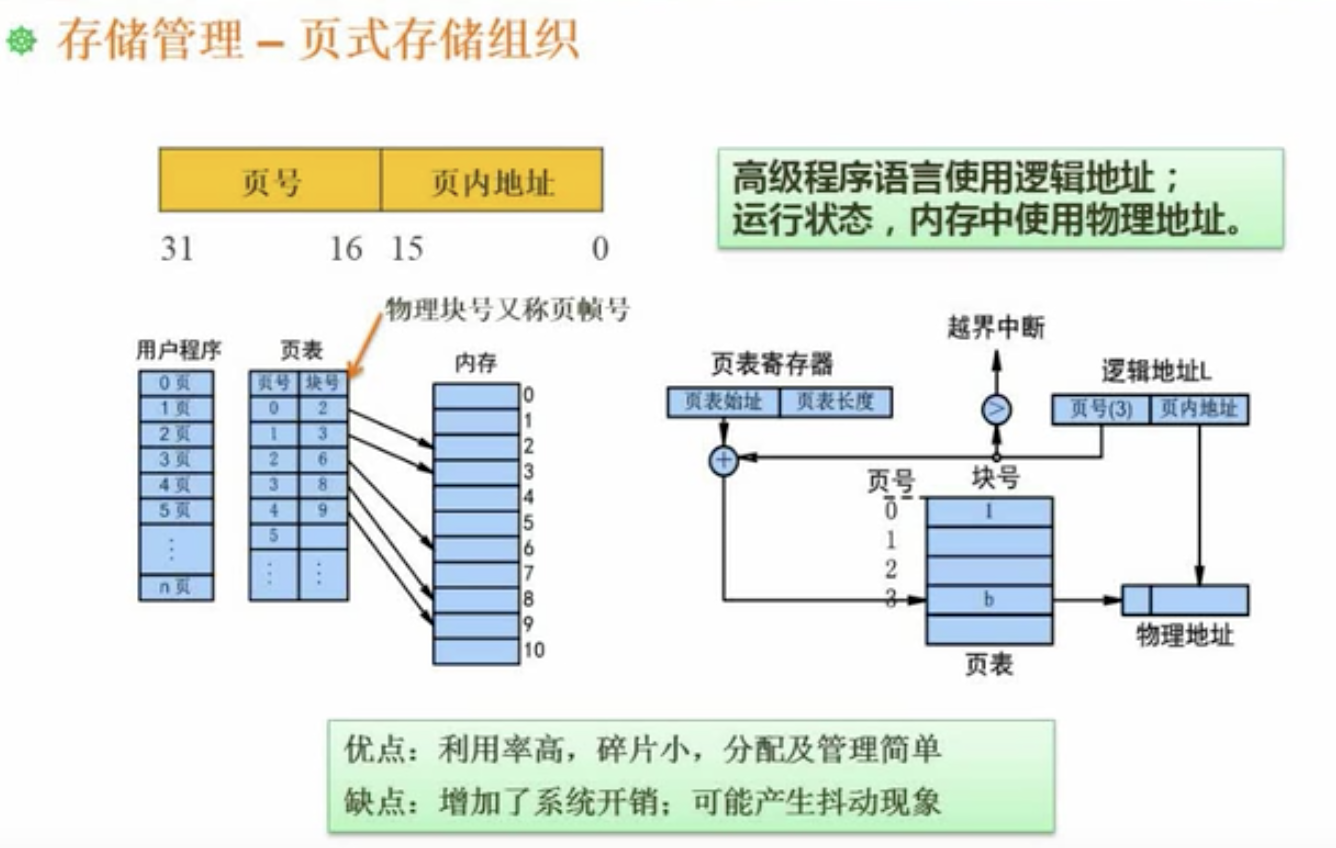 存储管理 – 页式存储组织
页号 页内地址
31 16 15 0
高级程序语言使用逻辑地址；
运行状态，内存中使用物理地址。
物理块号又称页帧号
用户程序
0 页
1 页
2 页
3 页
4 页
5 页
⋮
n 页
页表
页号 块号
0 2
1 3
2 6
3 8
4 9
5
⋮ ⋮
内存
0
1
2
3
4
5
6
7
8
9
10
越界中断
页表寄存器
页表始址 页表长度
>
逻辑地址L
页号(3) 页内地址
+
页号 块号
0 1
1
2
3 b
页表
物理地址
优点：利用率高，碎片小，分配及管理简单
缺点：增加了系统开销；可能产生抖动现象